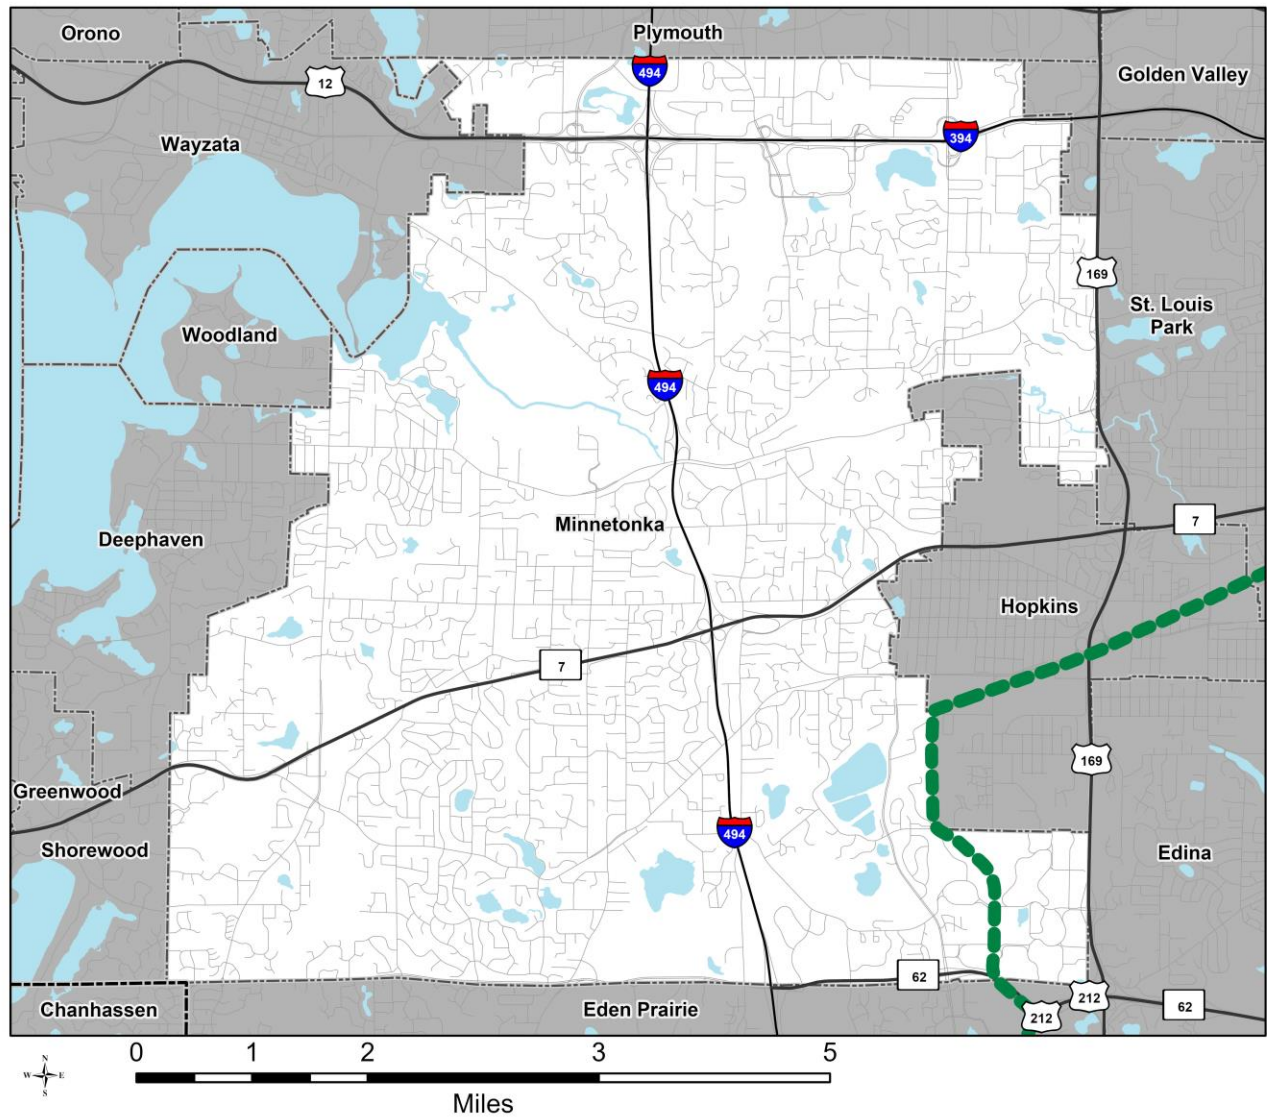 Orono
Plymouth
494
12
Golden Valley
394
Wayzata
169
St. Louis
Park
Woodland
494
7
Minnetonka
Deephaven
Hopkins
7
169
Greenwood
494
Shorewood
Edina
62
212
62
212
Chanhassen
Eden Prairie
N
W E
S
0 1 2 3 5
Miles